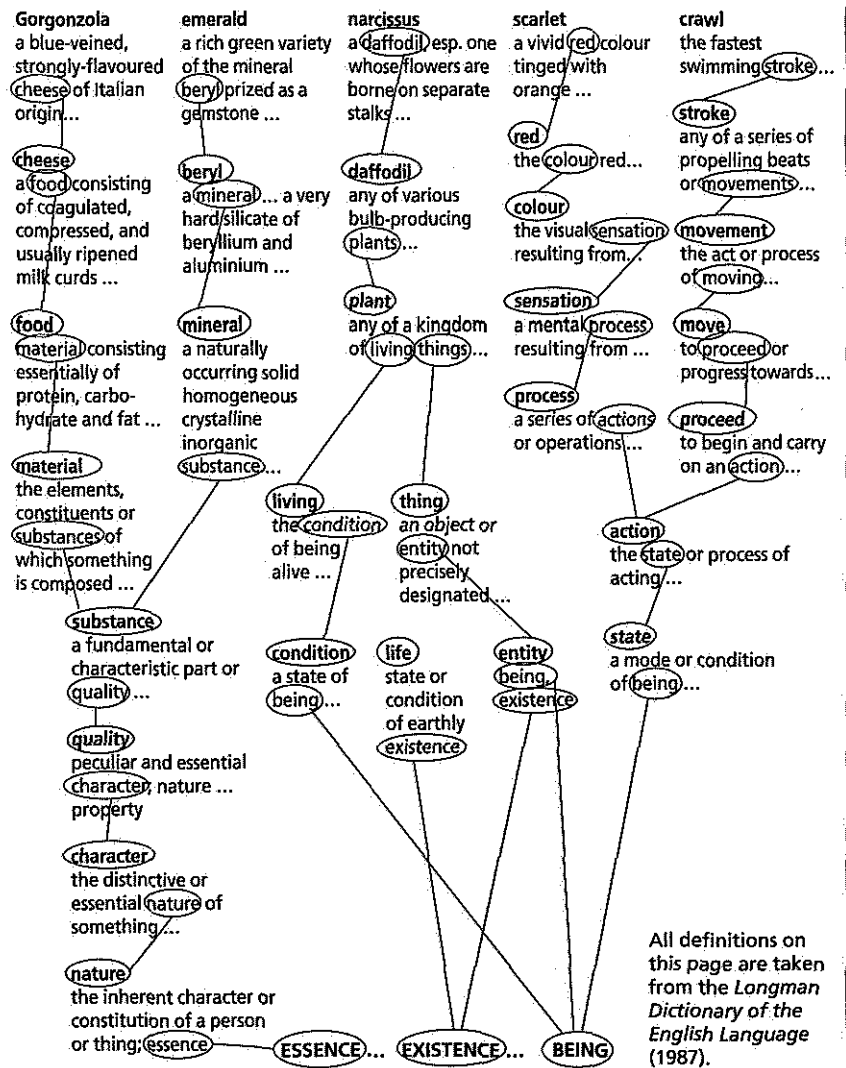 Gorgonzola
a blue-veined,
strongly-flavoured
cheese of Italian
origin...
cheese
a food consisting
of coagulated,
compressed, and
usually ripened
milk curds ...
food
material consisting
essentially of
protein, carbo-
hydrate and fat ...
material
the elements,
constituents or
substances of
which something
is composed ...
substance
a fundamental or
characteristic part or
quality ...
quality
peculiar and essential
character, nature ...
property
character
the distinctive or
essential nature of
something ...
nature
the inherent character or
constitution of a person
or thing; essence
emerald
a rich green variety
of the mineral
beryl prized as a
gemstone ...
beryl
a mineral ... a very
hard silicate of
beryllium and
aluminium ...
mineral
a naturally
occurring solid
homogeneous
crystalline
inorganic
substance ...
narcissus
a daffodil, esp. one
whose flowers are
borne on separate
stalks ...
daffodil
any of various
bulb-producing
plants ...
plant
any of a kingdom
of living things ...
living
the condition
of being
alive ...
condition
a state of
being ...
thing
an object or
entity not
precisely
designated ...
life
state or
condition
of earthly
existence
entity
being,
existence
scarlet
a vivid red colour
tinged with
orange ...
red
the colour red...
colour
the visual sensation
resulting from...
sensation
a mental process
resulting from ...
process
a series of actions
or operations ...
crawl
the fastest
swimming stroke ...
stroke
any of a series of
propelling beats
or movements ...
movement
the act or process
of moving...
move
to proceed or
progress towards...
proceed
to begin and carry
on an action ...
action
the state or process of
acting ...
state
a mode or condition
of being ...
ESSENCE ... EXISTENCE ... BEING
All definitions on
this page are taken
from the Longman
Dictionary of the
English Language
(1987).